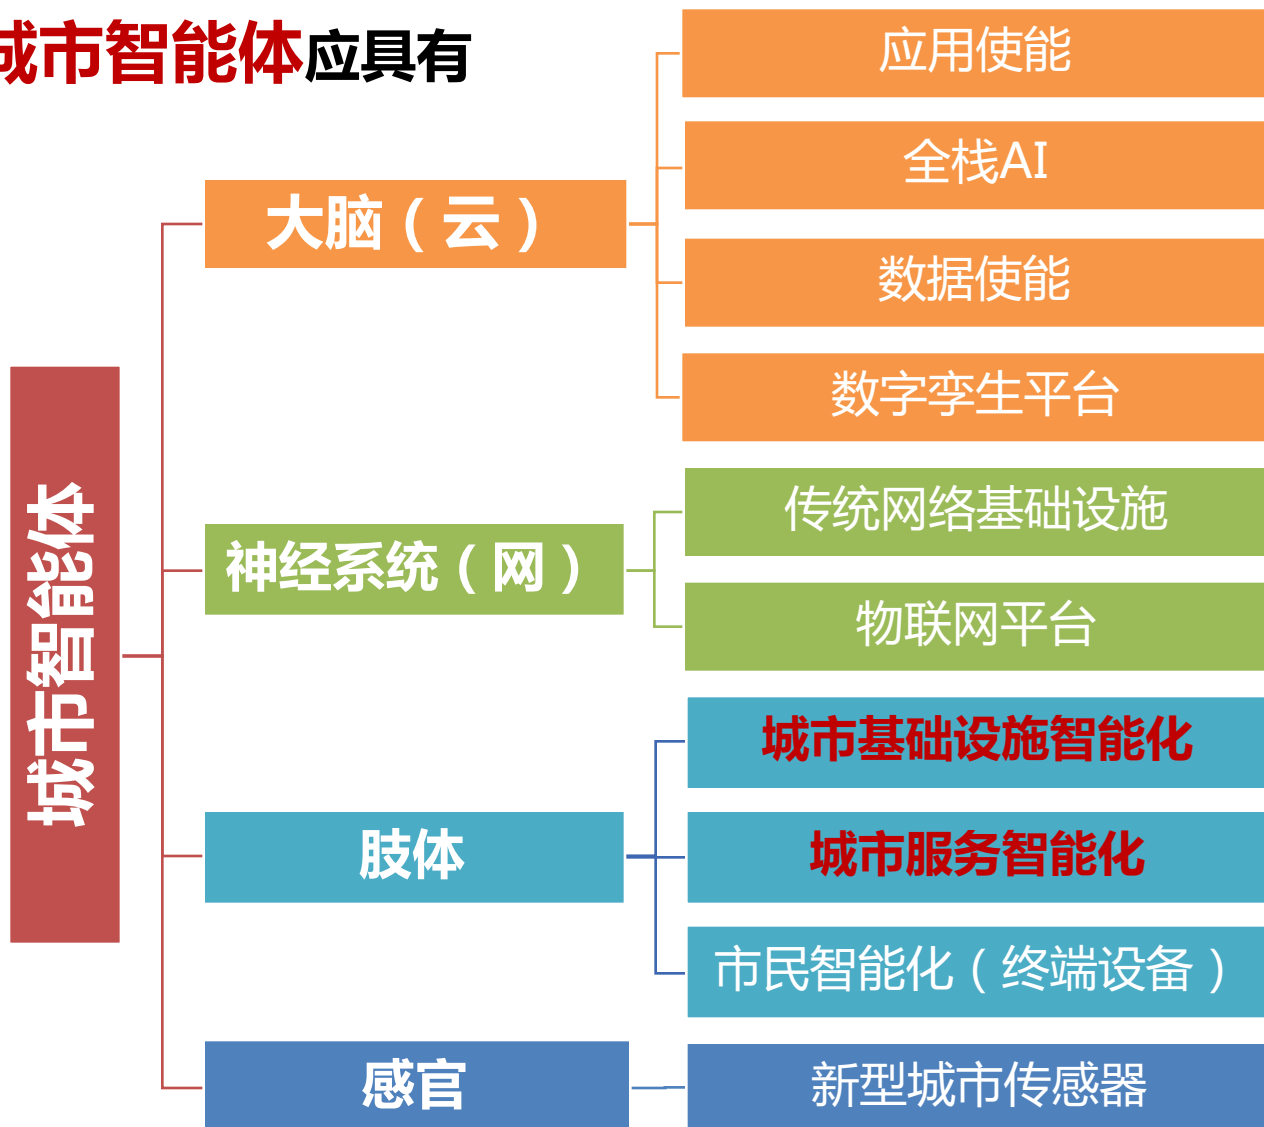 城市智能体应具有
应用使能
全栈AI
大脑（云）
数据使能
数字孪生平台
城市智能体
传统网络基础设施
神经系统（网）
物联网平台
城市基础设施智能化
肢体
城市服务智能化
市民智能化（终端设备）
感官
新型城市传感器